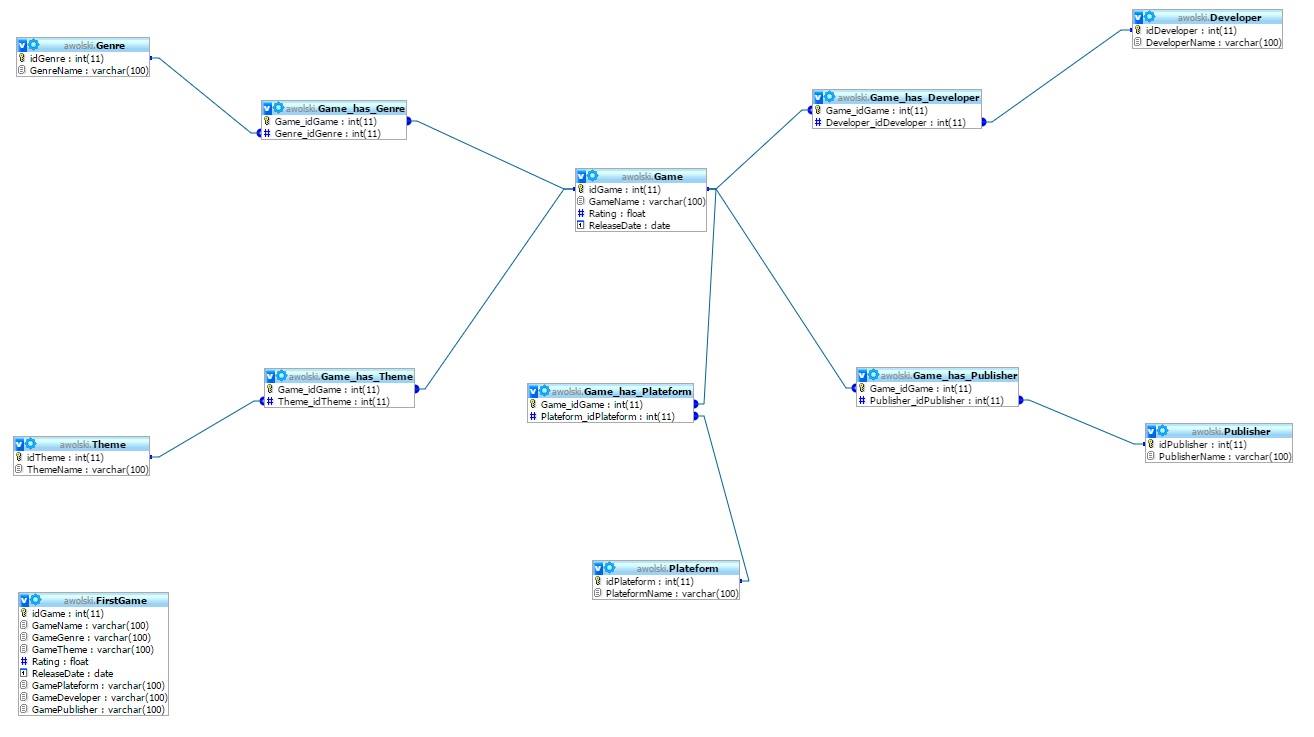 awolski.Genre
idGenre : int(11)
GenreName : varchar(100)
awolski.Game_has_Genre
Game_idGame : int(11)
Genre_idGenre : int(11)
awolski.Game
idGame : int(11)
GameName : varchar(100)
Rating : float
ReleaseDate : date
awolski.Game_has_Developer
Game_idGame : int(11)
Developer_idDeveloper : int(11)
awolski.Developer
idDeveloper : int(11)
DeveloperName : varchar(100)
awolski.Game_has_Theme
Game_idGame : int(11)
Theme_idTheme : int(11)
awolski.Theme
idTheme : int(11)
ThemeName : varchar(100)
awolski.Game_has_Plateform
Game_idGame : int(11)
Plateform_idPlateform : int(11)
awolski.Game_has_Publisher
Game_idGame : int(11)
Publisher_idPublisher : int(11)
awolski.Publisher
idPublisher : int(11)
PublisherName : varchar(100)
awolski.Plateform
idPlateform : int(11)
PlateformName : varchar(100)
awolski.FirstGame
idGame : int(11)
GameName : varchar(100)
GameGenre : varchar(100)
GameTheme : varchar(100)
Rating : float
ReleaseDate : date
GamePlateform : varchar(100)
GameDeveloper : varchar(100)
GamePublisher : varchar(100)